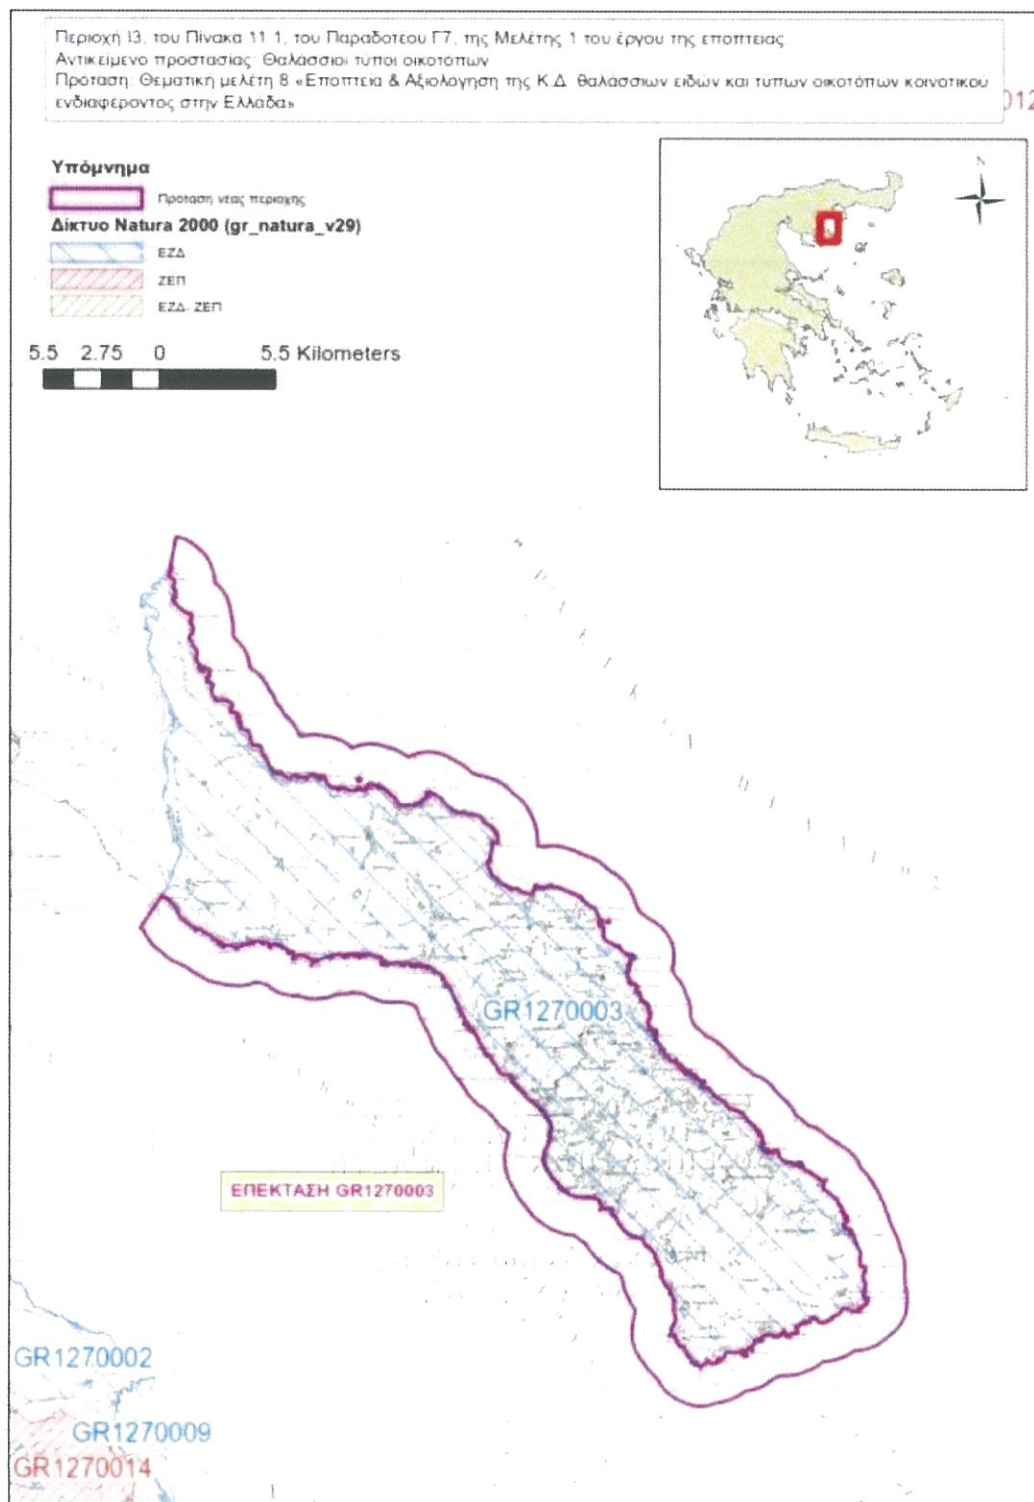 Περιοχή Ι3, του Πίνακα 11.1, του Παραδοτέου Γ7, της Μελέτης 1 του έργου της εποπτείας.
Αντικείμενο προστασίας: Θαλάσσιοι τύποι οικοτόπων
Πρόταση: Θεματική μελέτη 8 «Εποπτεία & Αξιολόγηση της Κ.Δ. θαλάσσιων ειδών και τύπων οικοτόπων κοινοτικού
ενδιαφέροντος στην Ελλάδα»
012
Υπόμνημα
Πρόταση νέας περιοχής
Δίκτυο Natura 2000 (gr_natura_v29)
ΕΖΔ
ΖΕΠ
ΕΖΔ-ΖΕΠ
5.5 2.75 0 5.5 Kilometers
N
GR1270003
ΕΠΕΚΤΑΣΗ GR1270003
GR1270002
GR1270009
GR1270014